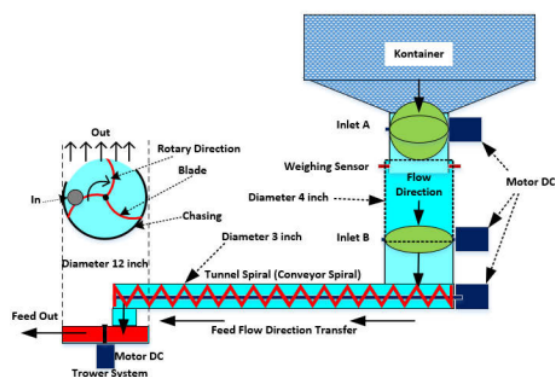 Kontainer
Out
Inlet A
Rotary Direction
Weighing Sensor
Blade
Flow
Direction
Motor DC
In
Chasing
Diameter 4 inch
Diameter 3 inch
Inlet B
Diameter 12 inch
Tunnel Spiral (Conveyor Spiral)
Feed Out
Feed Flow Direction Transfer
Motor DC
Trower System